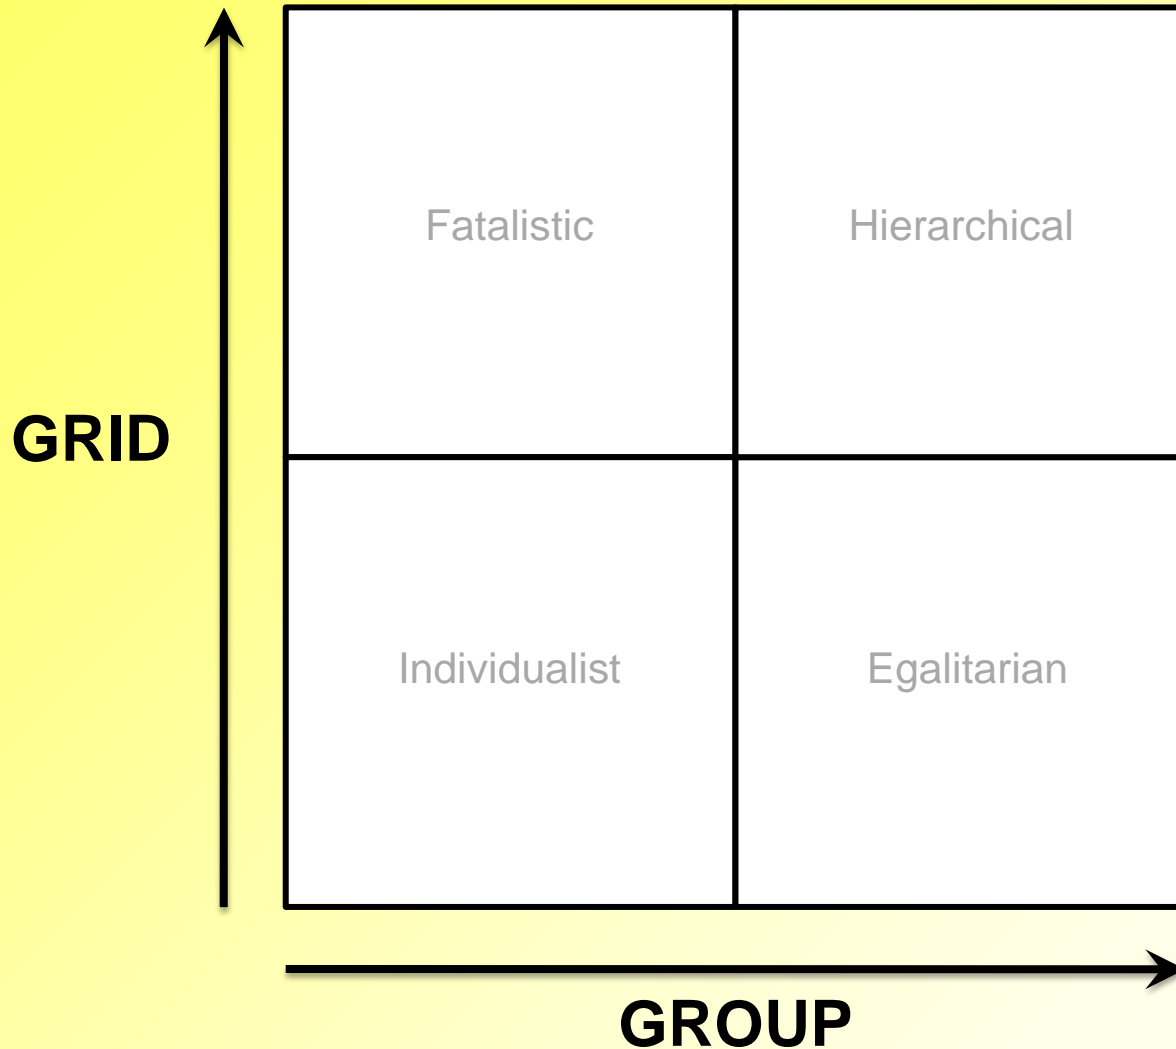 Fatalistic
Hierarchical
GRID
Individualist
Egalitarian
GROUP